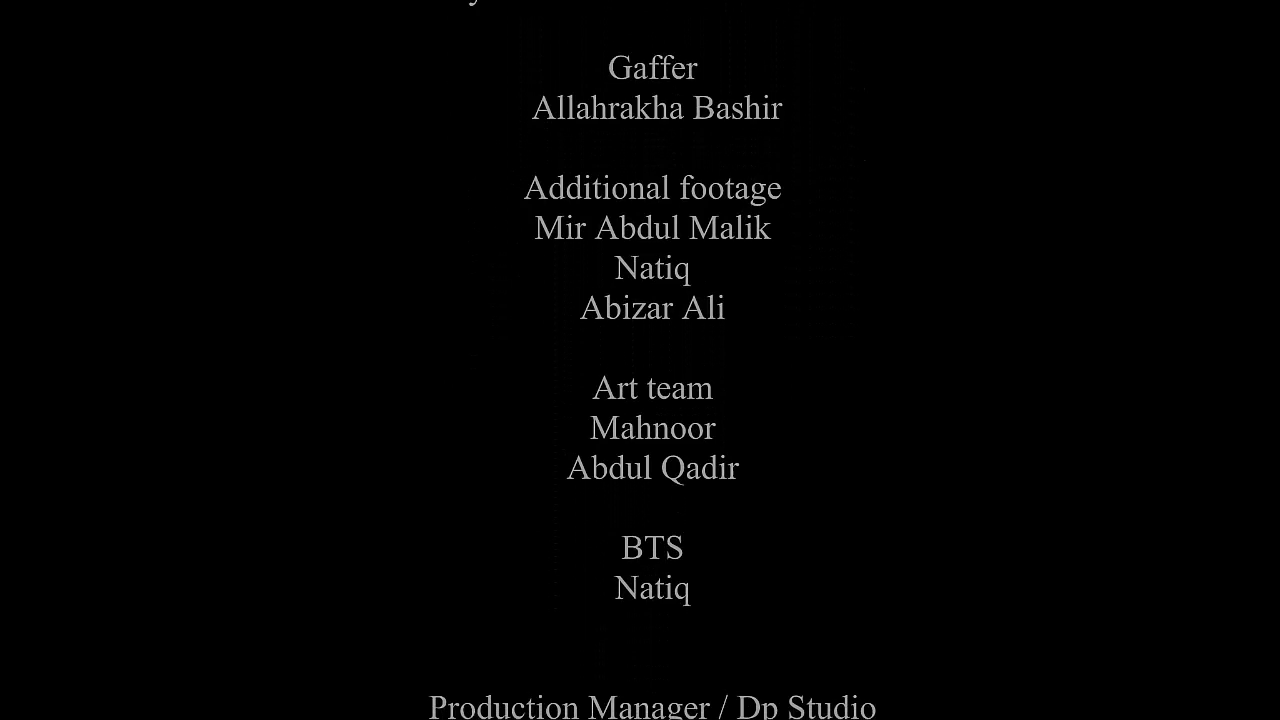 Gaffer
Allahrakha Bashir
Additional footage
Mir Abdul Malik
Natiq
Abizar Ali
Art team
Mahnoor
Abdul Qadir
BTS
Natiq
Production Manager / Dp Studio